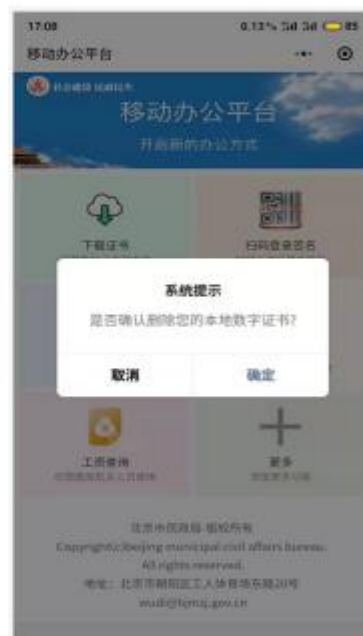 17:08
移动办公平台
移动办公平台
开启新的办公方式
下载证书
扫码登录签名
系统提示
是否确认删除您的本地数字证书?
取消
确定
工资查询
更多
北京市民政局 版权所有
Copyright(c)beijing municipal civil affairs bureau.
All rights reserved.
地址：北京市朝阳区工人体育场东路20号
wudi@bjmzj.gov.cn